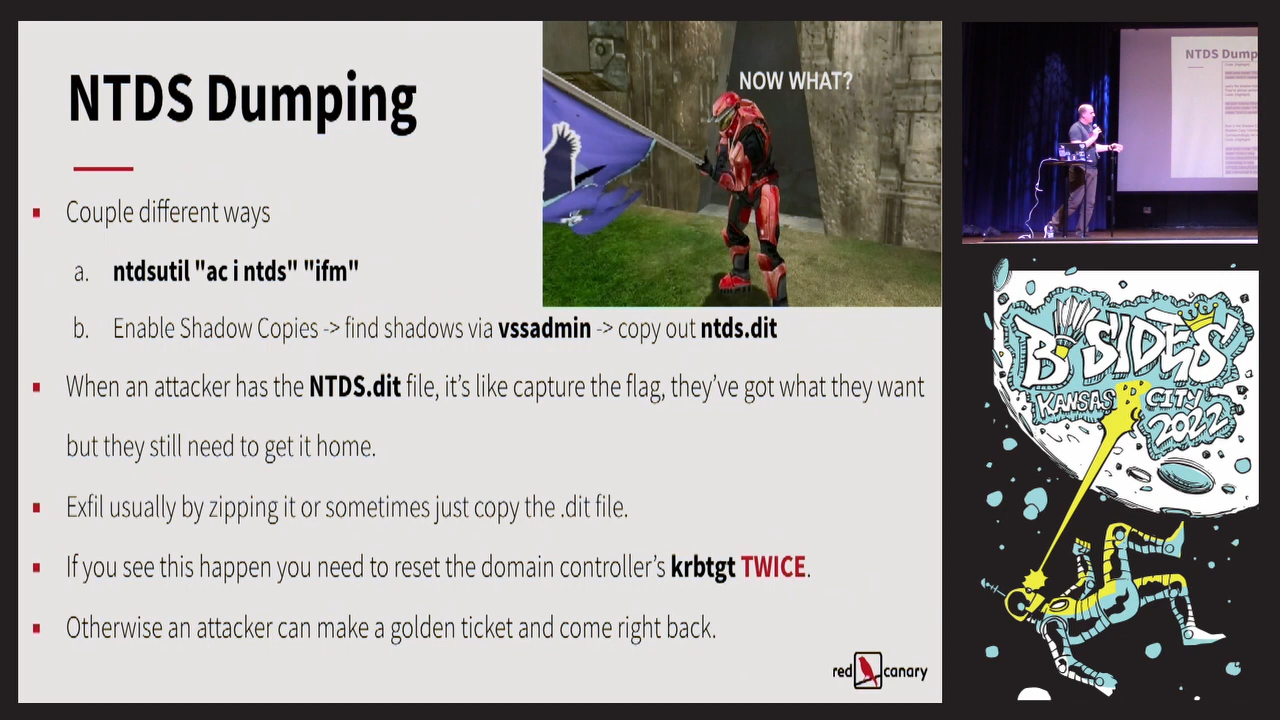 NTDS Dumping
NOW WHAT?
▪ Couple different ways
a. ntdsutil "ac i ntds" "ifm"
b. Enable Shadow Copies -> find shadows via vssadmin -> copy out ntds.dit
▪ When an attacker has the NTDS.dit file, it’s like capture the flag, they’ve got what they want
but they still need to get it home.
▪ Exfil usually by zipping it or sometimes just copy the .dit file.
▪ If you see this happen you need to reset the domain controller’s krbtgt TWICE.
▪ Otherwise an attacker can make a golden ticket and come right back.
red canary
NTDS Dump
BSIDES
KANSAS CITY
2022